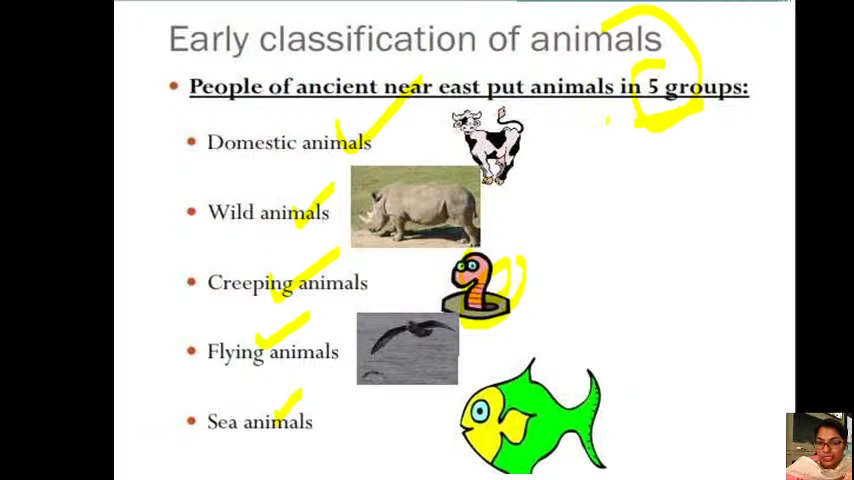 Early classification of animals
People of ancient near east put animals in 5 groups:
Domestic animals
Wild animals
Creeping animals
Flying animals
Sea animals